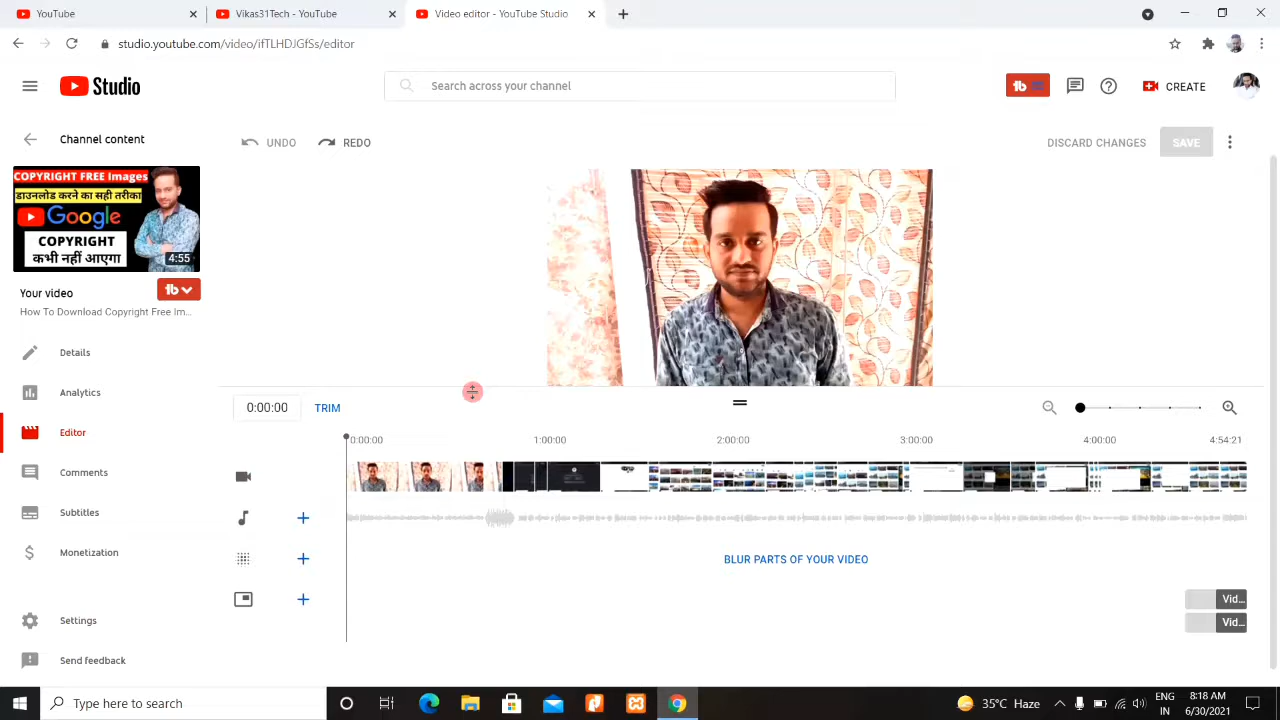 YouTube
Vikas31T - YouTube
Video editor - YouTube Studio
studio.youtube.com/video/ifTLHDJGfSs/editor
Studio
Search across your channel
CREATE
Channel content
UNDO
REDO
DISCARD CHANGES
SAVE
COPYRIGHT FREE Images
डाउनलोड करने का सही तरीका
Google
COPYRIGHT
कभी नहीं आएगा
4:55
Your video
How To Download Copyright Free Im...
Details
Analytics
Editor
Comments
Subtitles
Monetization
Settings
Send feedback
0:00:00
TRIM
0:00:00
1:00:00
2:00:00
3:00:00
4:00:00
4:54:21
BLUR PARTS OF YOUR VIDEO
Vid...
Vid...
Type here to search
35°C Haze
ENG
IN
8:18 AM
6/30/2021